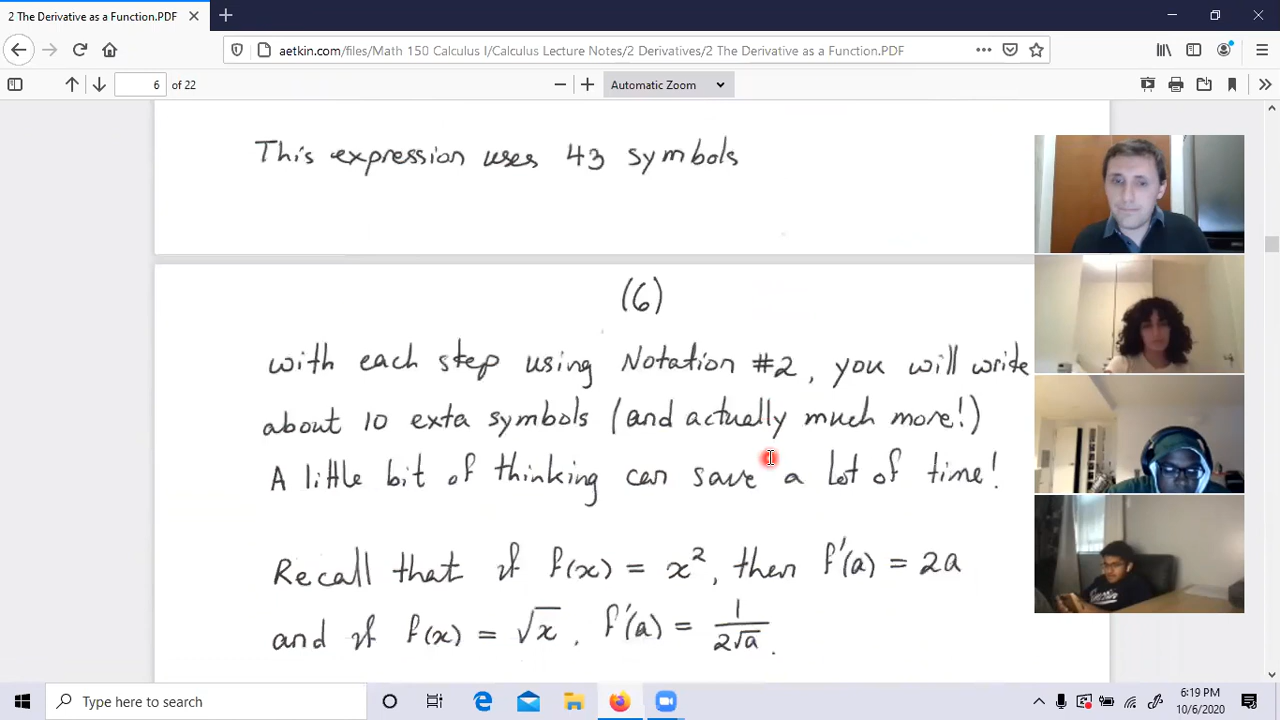 2 The Derivative as a Function.PDF
aetkin.com/files/Math 150 Calculus I/Calculus Lecture Notes/2 Derivatives/2 The Derivative as a Function.PDF
6 of 22
Automatic Zoom
This expression uses 43 symbols
(6)
with each step using Notation #2, you will write
about 10 exta symbols (and actually much more!)
A little bit of thinking can save a lot of time!
Recall that if f(x) = x², then f'(a) = 2a
and if f(x) = √x, f'(a) = 1/(2√a).
Type here to search
6:19 PM
10/6/2020